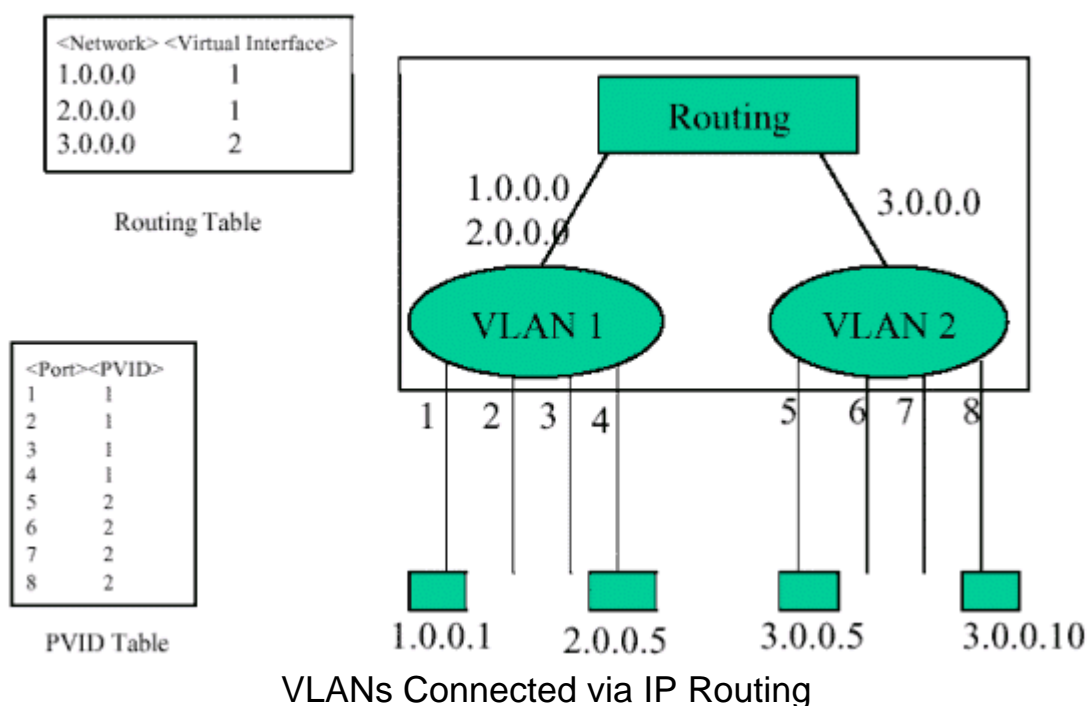 <Network> <Virtual Interface>
1.0.0.0 1
2.0.0.0 1
3.0.0.0 2
Routing Table
Routing
1.0.0.0
2.0.0.0
3.0.0.0
VLAN 1
VLAN 2
<Port><PVID>
1 1
2 1
3 1
4 1
5 2
6 2
7 2
8 2
PVID Table
1 2 3 4 5 6 7 8
1.0.0.1 2.0.0.5 3.0.0.5 3.0.0.10
VLANs Connected via IP Routing